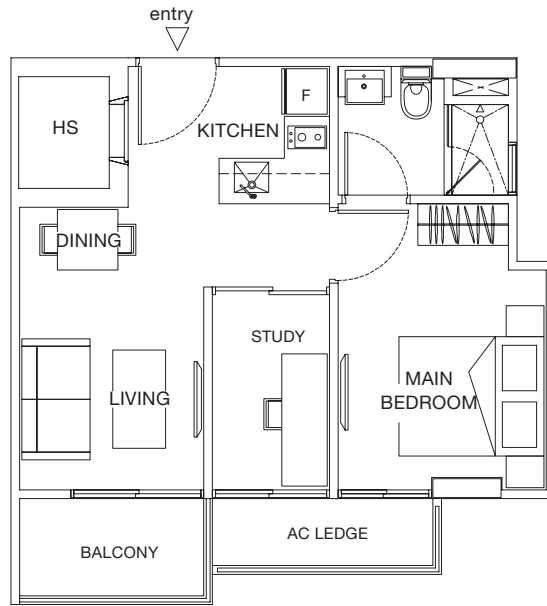 entry
HS
F
KITCHEN
DINING
STUDY
LIVING
MAIN
BEDROOM
BALCONY
AC LEDGE